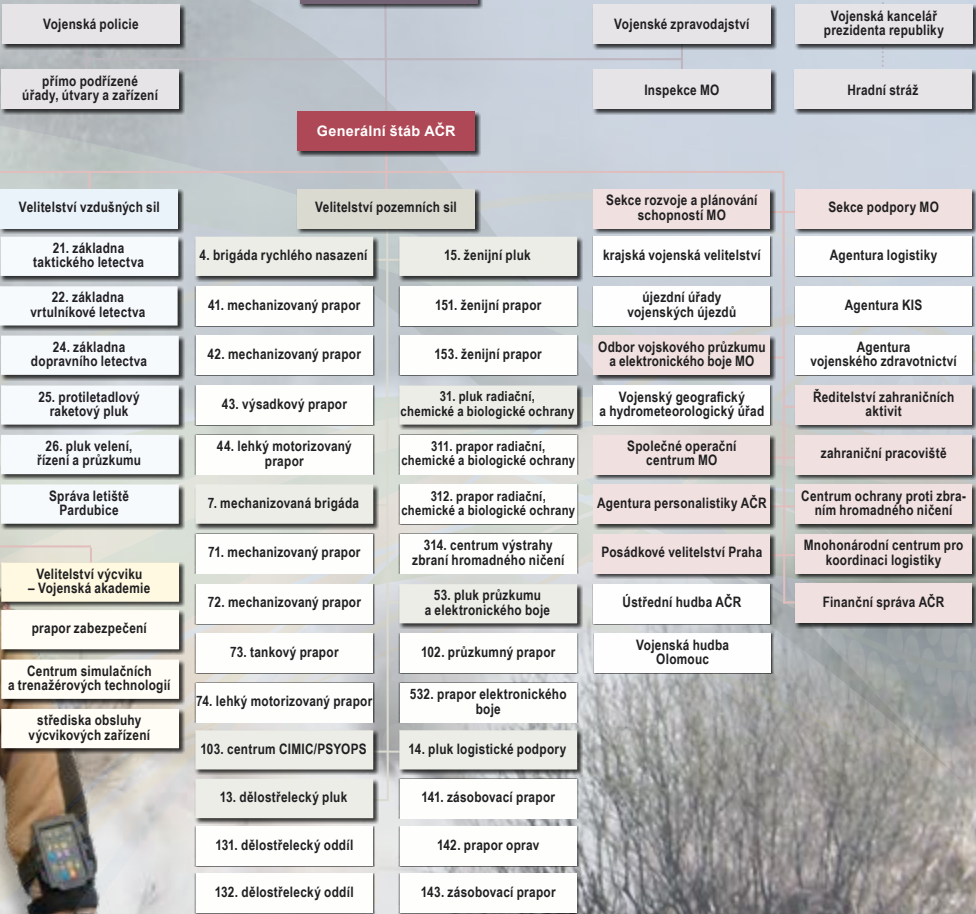 Vojenská policie
přímo podřízené
úřady, útvary a zařízení
Vojenské zpravodajství
Inspekce MO
Vojenská kancelář
prezidenta republiky
Hradní stráž
Generální štáb AČR
Velitelství vzdušných sil
21. základna
taktického letectva
22. základna
vrtulníkové letectva
24. základna
dopravního letectva
25. protiletadlový
raketový pluk
26. pluk velení,
řízení a průzkumu
Správa letiště
Pardubice
Velitelství výcviku
– Vojenská akademie
prapor zabezpečení
Centrum simulačních
a trenažérových technologií
střediska obsluhy
výcvikových zařízení
Velitelství pozemních sil
4. brigáda rychlého nasazení
41. mechanizovaný prapor
42. mechanizovaný prapor
43. výsadkový prapor
44. lehký motorizovaný
prapor
7. mechanizovaná brigáda
71. mechanizovaný prapor
72. mechanizovaný prapor
73. tankový prapor
74. lehký motorizovaný prapor
103. centrum CIMIC/PSYOPS
13. dělostřelecký pluk
131. dělostřelecký oddíl
132. dělostřelecký oddíl
15. ženijní pluk
151. ženijní prapor
153. ženijní prapor
31. pluk radiační,
chemické a biologické ochrany
311. prapor radiační,
chemické a biologické ochrany
312. prapor radiační,
chemické a biologické ochrany
314. centrum výstrahy
zbraní hromadného ničení
53. pluk průzkumu
a elektronického boje
102. průzkumný prapor
532. prapor elektronického
boje
14. pluk logistické podpory
141. zásobovací prapor
142. prapor oprav
143. zásobovací prapor
Sekce rozvoje a plánování
schopností MO
krajská vojenská velitelství
újezdní úřady
vojenských újezdů
Odbor vojskového průzkumu
a elektronického boje MO
Vojenský geografický
a hydrometeorologický úřad
Společné operační
centrum MO
Agentura personalistiky AČR
Posádkové velitelství Praha
Ústřední hudba AČR
Vojenská hudba
Olomouc
Sekce podpory MO
Agentura logistiky
Agentura KIS
Agentura
vojenského zdravotnictví
Ředitelství zahraničních
aktivit
zahraniční pracoviště
Centrum ochrany proti zbra-
ním hromadného ničení
Mnohonárodní centrum pro
koordinaci logistiky
Finanční správa AČR